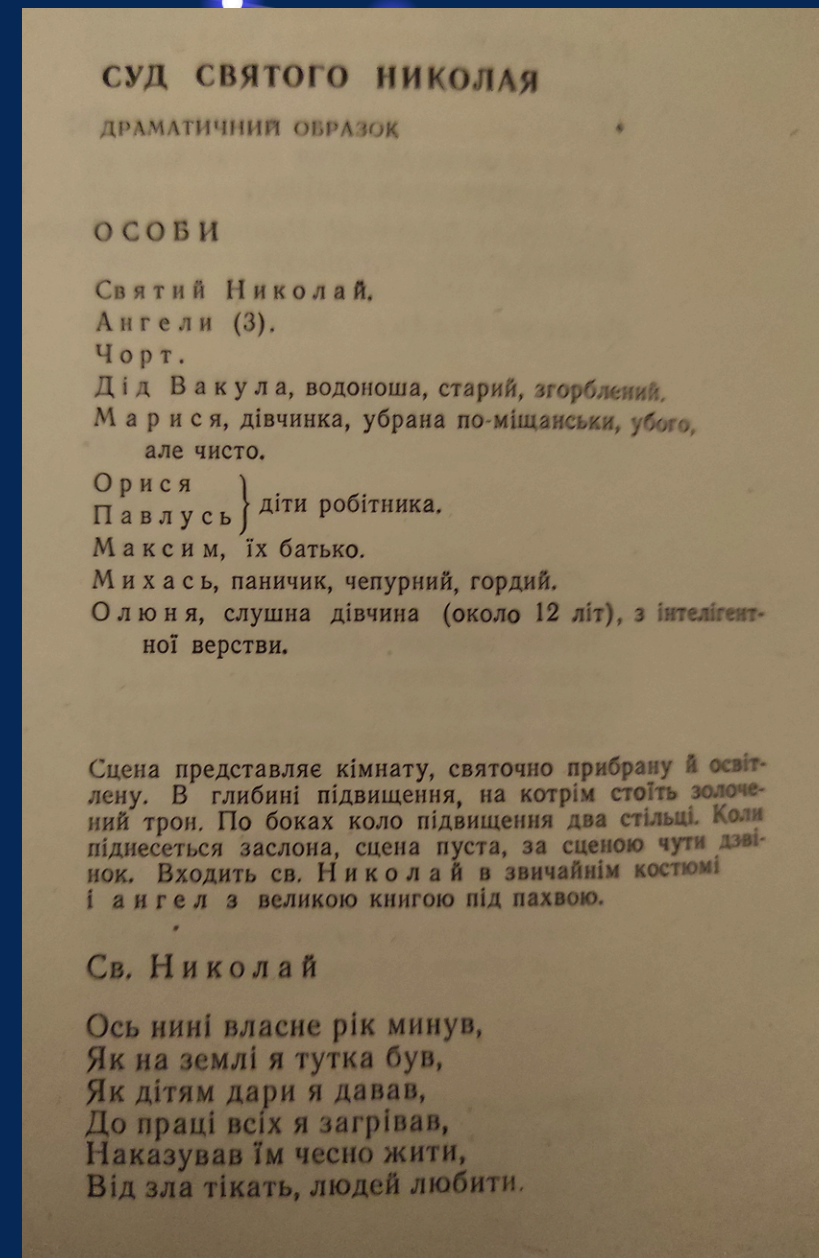 СУД СВЯТОГО НИКОЛАЯ
ДРАМАТИЧНИЙ ОБРАЗОК
ОСОБИ
Святий Николай.
Ангели (3).
Чорт.
Дід Вакула, водоноша, старий, згорблений.
Марися, дівчинка, убрана по-міщанськи, убого,
але чисто.
Орися
Павлусь } діти робітника.
Максим, їх батько.
Михась, паничик, чепурний, гордий.
Олюня, слушна дівчина (около 12 літ), з інтелігент-
ної верстви.
Сцена представляє кімнату, святочно прибрану й освіт-
лену. В глибині підвищення, на котрім стоїть золоче-
ний трон. По боках коло підвищення два стільці. Коли
піднесеться заслона, сцена пуста, за сценою чути дзві-
нок. Входить св. Николай в звичайнім костюмі
і ангел з великою книгою під пахвою.
Св. Николай
Ось нині власне рік минув,
Як на землі я тутка був,
Як дітям дари я давав,
До праці всіх я загрівав,
Наказував їм чесно жити,
Від зла тікать, людей любити.